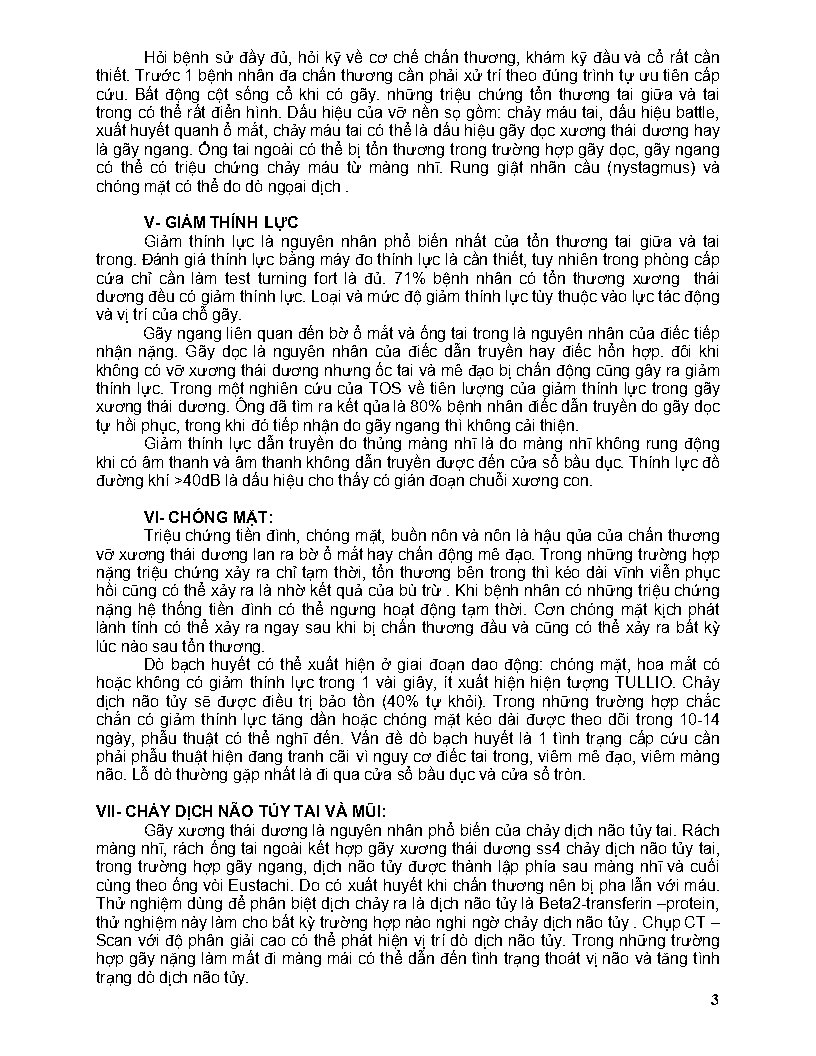 Hỏi bệnh sử đầy đủ, hỏi kỹ về cơ chế chấn thương, khám kỹ đầu và cổ rất cần
thiết. Trước 1 bệnh nhân đa chấn thương cần phải xử trí theo đúng trình tự ưu tiên cấp
cứu. Bất động cột sống cổ khi có gãy. những triệu chứng tổn thương tai giữa và tai
trong có thể rất điển hình. Dấu hiệu của vỡ nền sọ gồm: chảy máu tai, dấu hiệu battle,
xuất huyết quanh ổ mắt, chảy máu tai có thể là dấu hiệu gãy dọc xương thái dương hay
là gãy ngang. Ống tai ngoài có thể bị tổn thương trong trường hợp gãy dọc, gãy ngang
có thể có triệu chứng chảy máu từ màng nhĩ. Rung giật nhãn cầu (nystagmus) và
chóng mặt có thể do dò ngọai dịch .
V- GIẢM THÍNH LỰC
Giảm thính lực là nguyên nhân phổ biến nhất của tổn thương tai giữa và tai
trong. Đánh giá thính lực bằng máy đo thính lực là cần thiết, tuy nhiên trong phòng cấp
cứa chỉ cần làm test turning fort là đủ. 71% bệnh nhân có tổn thương xương thái
dương đều có giảm thính lực. Loại và mức độ giảm thính lực tùy thuộc vào lực tác động
và vị trí của chỗ gãy.
Gãy ngang liên quan đến bờ ổ mắt và ống tai trong là nguyên nhân của điếc tiếp
nhận nặng. Gãy dọc là nguyên nhân của điếc dẫn truyền hay điếc hổn hợp. đôi khi
không có vỡ xương thái dương nhưng ốc tai và mê đạo bị chấn động cũng gây ra giảm
thính lực. Trong một nghiên cứu của TOS về tiên lượng của giảm thính lực trong gãy
xương thái dương. Ông đã tìm ra kết qủa là 80% bệnh nhân điếc dẫn truyền do gãy dọc
tự hồi phục, trong khi đó tiếp nhận do gãy ngang thì không cải thiện.
Giảm thính lực dẫn truyền do thủng màng nhĩ là do màng nhĩ không rung động
khi có âm thanh và âm thanh không dẫn truyền được đến cửa sổ bầu dục. Thính lực đồ
đường khí >40dB là dấu hiệu cho thấy có gián đoạn chuỗi xương con.
VI- CHÓNG MẶT:
Triệu chứng tiền đình, chóng mặt, buồn nôn và nôn là hậu qủa của chấn thương
vỡ xương thái dương lan ra bờ ổ mắt hay chấn động mê đạo. Trong những trường hợp
nặng triệu chứng xảy ra chỉ tạm thời, tổn thương bên trong thì kéo dài vĩnh viễn phục
hồi cũng có thể xảy ra là nhờ kết quả của bù trừ . Khi bệnh nhân có những triệu chứng
nặng hệ thống tiền đình có thể ngưng hoạt động tạm thời. Cơn chóng mặt kịch phát
lành tính có thể xảy ra ngay sau khi bị chấn thương đầu và cũng có thể xảy ra bất kỳ
lúc nào sau tổn thương.
Dò bạch huyết có thể xuất hiện ở giai đoạn dao động: chóng mặt, hoa mắt có
hoặc không có giảm thính lực trong 1 vài giây, ít xuất hiện hiện tượng TULLIO. Chảy
dịch não tủy sẽ được điều trị bảo tồn (40% tự khỏi). Trong những trường hợp chắc
chắn có giảm thính lực tăng dần hoặc chóng mặt kéo dài được theo dõi trong 10-14
ngày, phẫu thuật có thể nghĩ đến. Vấn đề dò bạch huyết là 1 tình trạng cấp cứu cần
phải phẫu thuật hiện đang tranh cãi vì nguy cơ điếc tai trong, viêm mê đạo, viêm màng
não. Lỗ dò thường gặp nhất là đi qua cửa sổ bầu dục và cửa sổ tròn.
VII- CHẢY DỊCH NÃO TỦY TAI VÀ MŨI:
Gãy xương thái dương là nguyên nhân phổ biến của chảy dịch não tủy tai. Rách
màng nhĩ, rách ống tai ngoài kết hợp gãy xương thái dương ss4 chảy dịch não tủy tai,
trong trường hợp gãy ngang, dịch não tủy được thành lập phía sau màng nhĩ và cuối
cùng theo ống vòi Eustachi. Do có xuất huyết khi chấn thương nên bị pha lẫn với máu.
Thử nghiệm dùng để phân biệt dịch chảy ra là dịch não tủy là Beta2-transferin –protein,
thử nghiệm này làm cho bất kỳ trường hợp nào nghi ngờ chảy dịch não tủy . Chụp CT –
Scan với độ phân giải cao có thể phát hiện vị trí dò dịch não tủy. Trong những trường
hợp gãy nặng làm mất đi màng mái có thể dẫn đến tình trạng thoát vị não và tăng tình
trạng dò dịch não tủy.
3